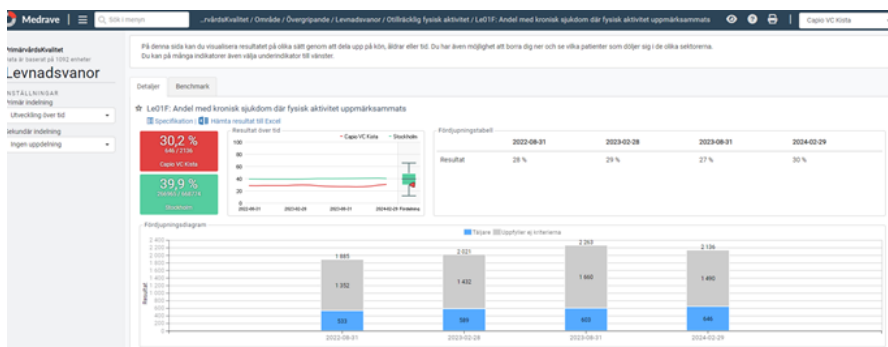 Medrave
Sök i menyn
..rvårdsKvalitet / Område / Övergripande / Levnadsvanor / Otillräcklig fysisk aktivitet / Le01F: Andel med kronisk sjukdom där fysisk aktivitet uppmärksammats
Capio VC Kista
PrimärvårdsKvalitet
Data är baserat på 1092 enheter
Levnadsvanor
INSTÄLLNINGAR
Primär indelning
Utveckling över tid
Sekundär indelning
Ingen uppdelning
På denna sida kan du visualisera resultatet på olika sätt genom att dela upp på kön, åldrar eller tid. Du har även möjlighet att borra dig ner och se vilka patienter som döljer sig i de olika sektorerna.
Du kan på många indikatorer även välja underindikator till vänster.
Detaljer
Benchmark
Le01F: Andel med kronisk sjukdom där fysisk aktivitet uppmärksammats
Specifikation | Hämta resultat till Excel
30,2 %
646 / 2136
Capio VC Kista
39,9 %
Stockholm
Resultat över tid
Capio VC Kista
Stockholm
100
80
60
40
20
0
2022-08-31
2023-02-28
2023-08-31
2024-02-29
Fördelning
Fördjupningstabell
2022-08-31 2023-02-28 2023-08-31 2024-02-29
Resultat 28 % 29 % 27 % 30 %
Fördjupningsdiagram
Täljare
Uppfyller ej kriterierna
Resultat
2 400
2 200
2 000
1 800
1 600
1 400
1 200
1 000
800
600
400
200
0
1 885
2 021
2 263
2 136
1 352
1 432
1 660
1 490
533
589
603
646
2022-08-31
2023-02-28
2023-08-31
2024-02-29